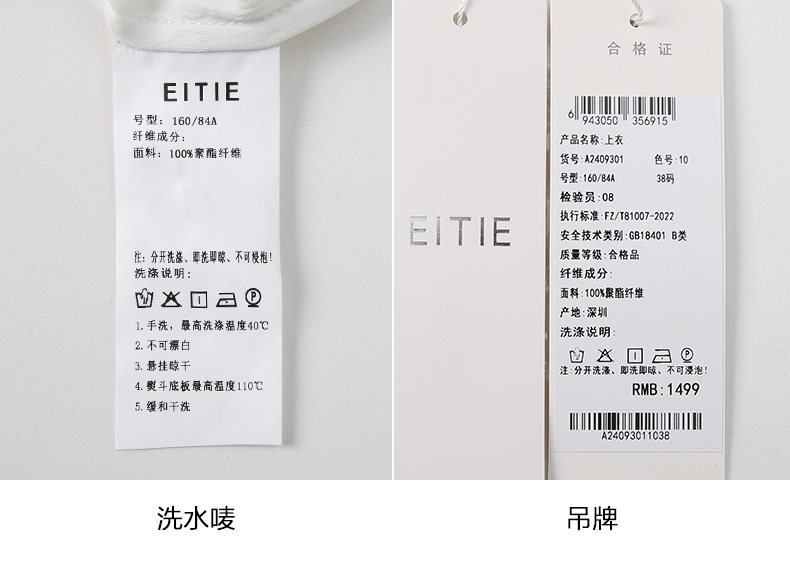 EITIE
号型: 160/84A
纤维成分:
面料: 100%聚酯纤维
注: 分开洗涤、即洗即晾、不可浸泡!
洗涤说明:
1.手洗, 最高洗涤温度40℃
2.不可漂白
3.悬挂晾干
4.熨斗底板最高温度110℃
5.缓和干洗
洗水唛
EITIE
合格证
6 943050 356915
产品名称:上衣
货号:A2409301 色号:10
号型:160/84A 38码
检验员:08
执行标准:FZ/T81007-2022
安全技术类别:GB18401 B类
质量等级:合格品
纤维成分:
面料:100%聚酯纤维
产地:深圳
洗涤说明:
注:分开洗涤、即洗即晾、不可浸泡!
RMB:1499
A24093011038
吊牌